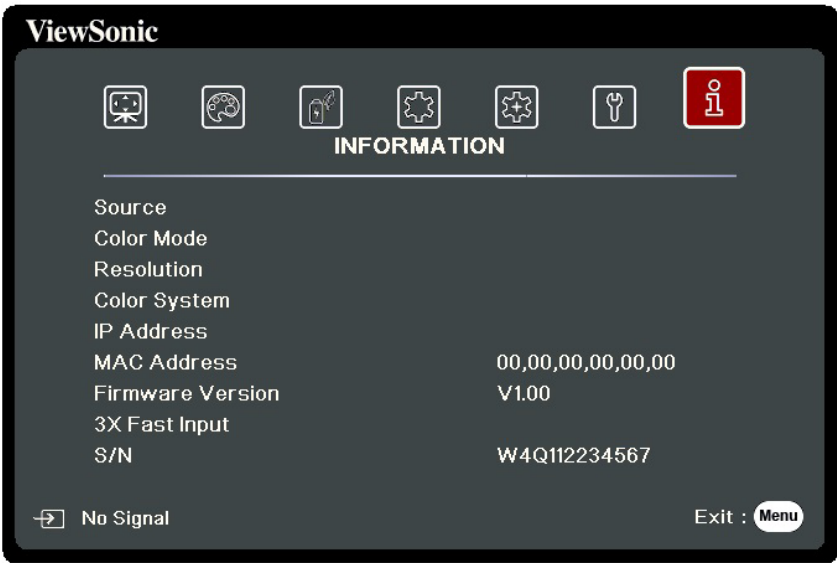 ViewSonic
INFORMATION
Source
Color Mode
Resolution
Color System
IP Address
MAC Address 00,00,00,00,00,00
Firmware Version V1.00
3X Fast Input
S/N W4Q112234567
No Signal Exit : Menu